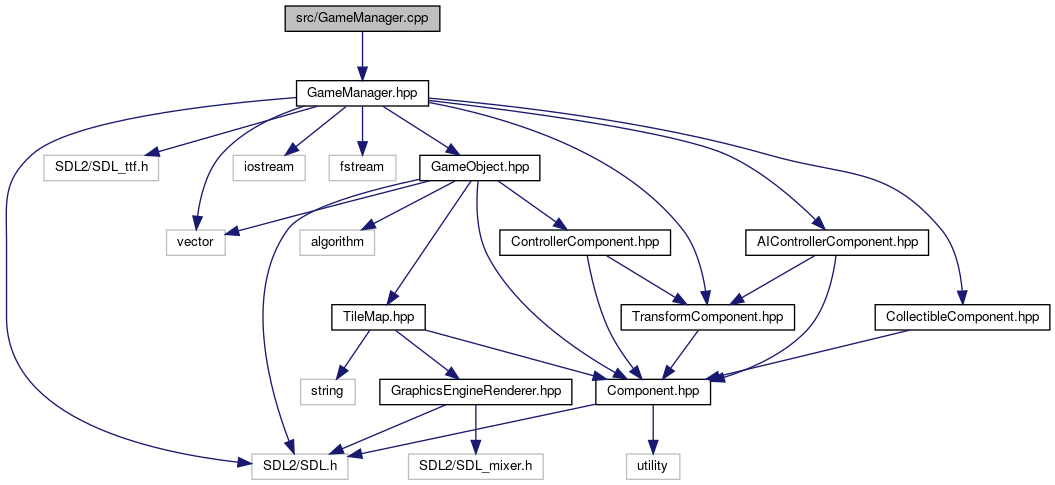 src/GameManager.cpp
GameManager.hpp
SDL2/SDL_ttf.h
iostream
fstream
GameObject.hpp
vector
algorithm
ControllerComponent.hpp
AIControllerComponent.hpp
TileMap.hpp
TransformComponent.hpp
CollectibleComponent.hpp
string
GraphicsEngineRenderer.hpp
Component.hpp
SDL2/SDL.h
SDL2/SDL_mixer.h
utility